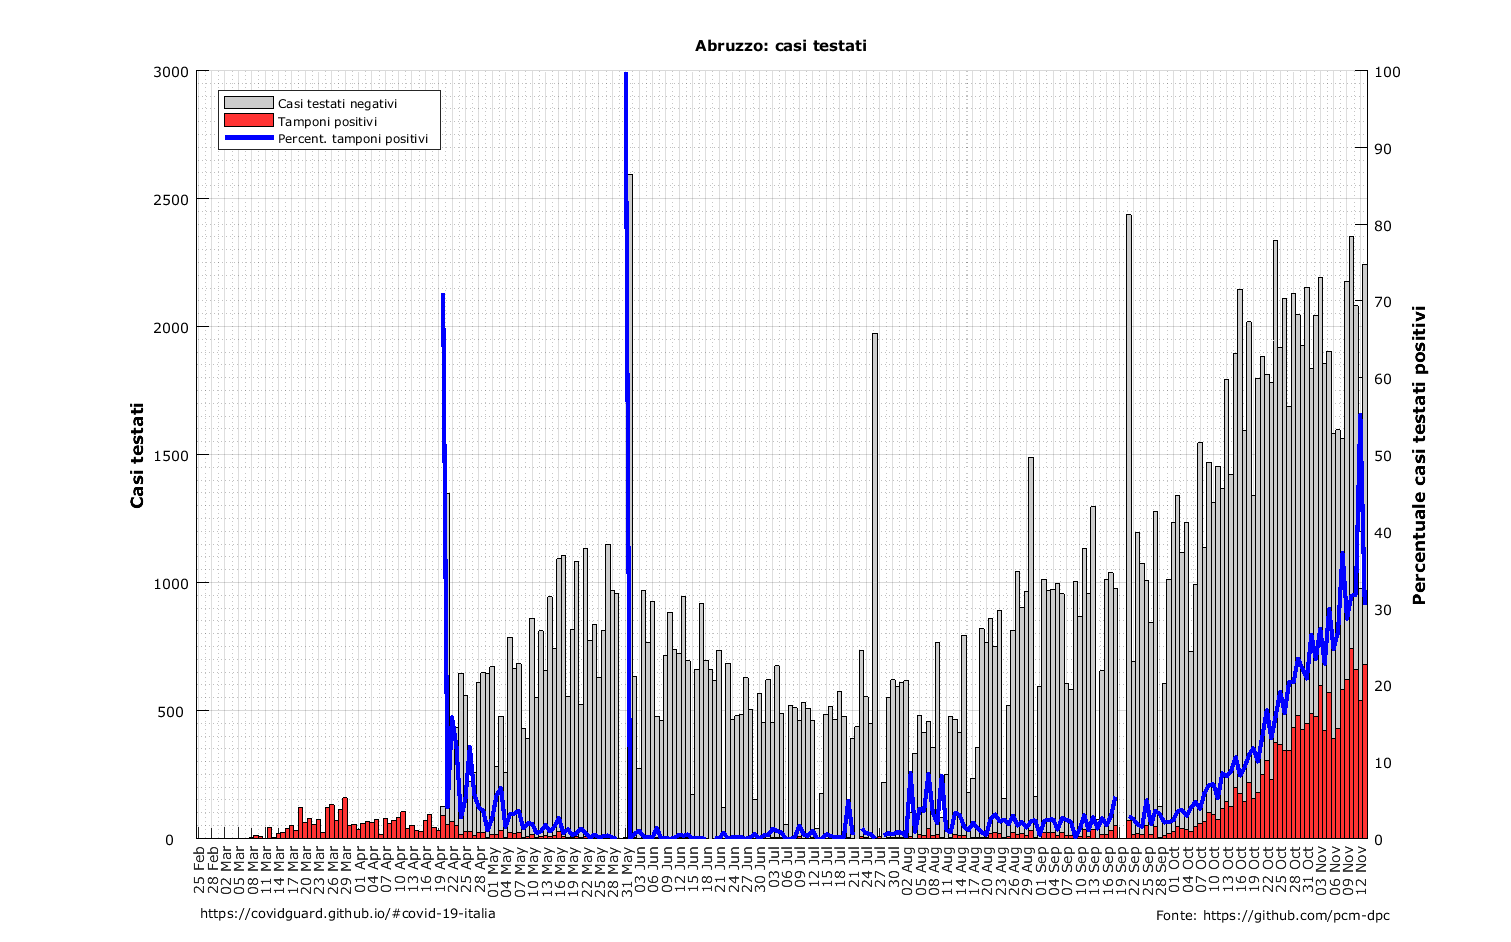 Abruzzo: casi testati
3000
2500
2000
1500
1000
500
0
Casi testati
Casi testati negativi
Tamponi positivi
Percent. tamponi positivi
100
90
80
70
60
50
40
30
20
10
0
Percentuale casi testati positivi
25 Feb
28 Feb
02 Mar
05 Mar
08 Mar
11 Mar
14 Mar
17 Mar
20 Mar
23 Mar
26 Mar
29 Mar
01 Apr
04 Apr
07 Apr
10 Apr
13 Apr
16 Apr
19 Apr
22 Apr
25 Apr
28 Apr
01 May
04 May
07 May
10 May
13 May
16 May
19 May
22 May
25 May
28 May
31 May
03 Jun
06 Jun
09 Jun
12 Jun
15 Jun
18 Jun
21 Jun
24 Jun
27 Jun
30 Jun
03 Jul
06 Jul
09 Jul
12 Jul
15 Jul
18 Jul
21 Jul
24 Jul
27 Jul
30 Jul
02 Aug
05 Aug
08 Aug
11 Aug
14 Aug
17 Aug
20 Aug
23 Aug
26 Aug
29 Aug
01 Sep
04 Sep
07 Sep
10 Sep
13 Sep
16 Sep
19 Sep
22 Sep
25 Sep
28 Sep
01 Oct
04 Oct
07 Oct
10 Oct
13 Oct
16 Oct
19 Oct
22 Oct
25 Oct
28 Oct
31 Oct
03 Nov
06 Nov
09 Nov
12 Nov
https://covidguard.github.io/#covid-19-italia
Fonte: https://github.com/pcm-dpc